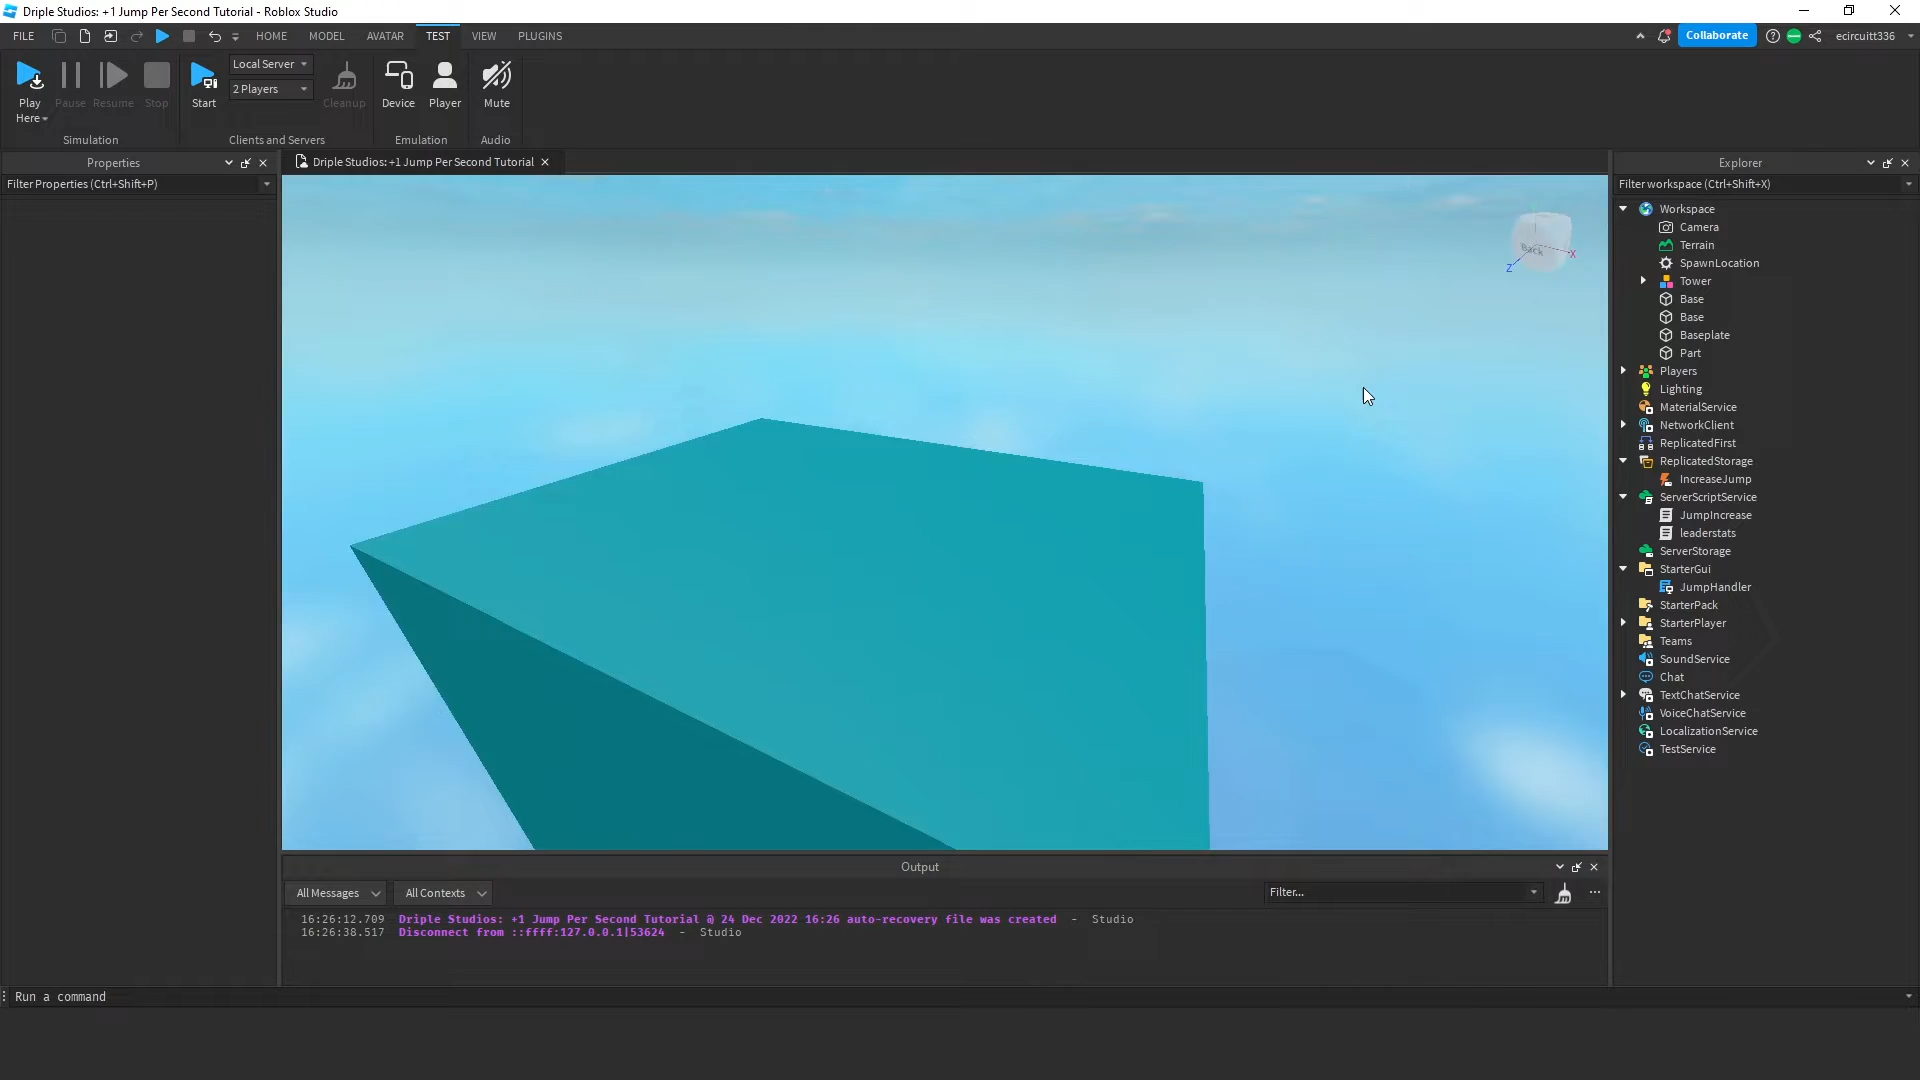 Driple Studios: +1 Jump Per Second Tutorial - Roblox Studio
FILE HOME MODEL AVATAR TEST VIEW PLUGINS Collaborate ecircuitt336
Local Server
2 Players
Play Here Pause Resume Stop Start Cleanup Device Player Mute
Simulation Clients and Servers Emulation Audio
Properties
Filter Properties (Ctrl+Shift+P)
Driple Studios: +1 Jump Per Second Tutorial
Back
X
Z
Explorer
Filter workspace (Ctrl+Shift+X)
Workspace
Camera
Terrain
SpawnLocation
Tower
Base
Base
Baseplate
Part
Players
Lighting
MaterialService
NetworkClient
ReplicatedFirst
ReplicatedStorage
IncreaseJump
ServerScriptService
JumpIncrease
leaderstats
ServerStorage
StarterGui
JumpHandler
StarterPack
StarterPlayer
Teams
SoundService
Chat
TextChatService
VoiceChatService
LocalizationService
TestService
Output
All Messages All Contexts Filter...
16:26:12.709 Driple Studios: +1 Jump Per Second Tutorial @ 24 Dec 2022 16:26 auto-recovery file was created - Studio
16:26:38.517 Disconnect from ::ffff:127.0.0.1|53624 - Studio
Run a command